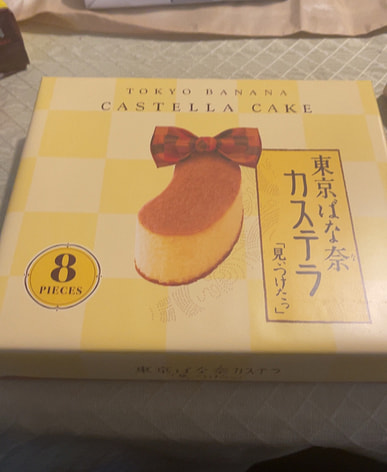 TOKYO BANANA
CASTELLA CAKE
東京ばな奈
カステラ
「見ぃつけたっ」
8
PIECES
東京ばな奈カステラ